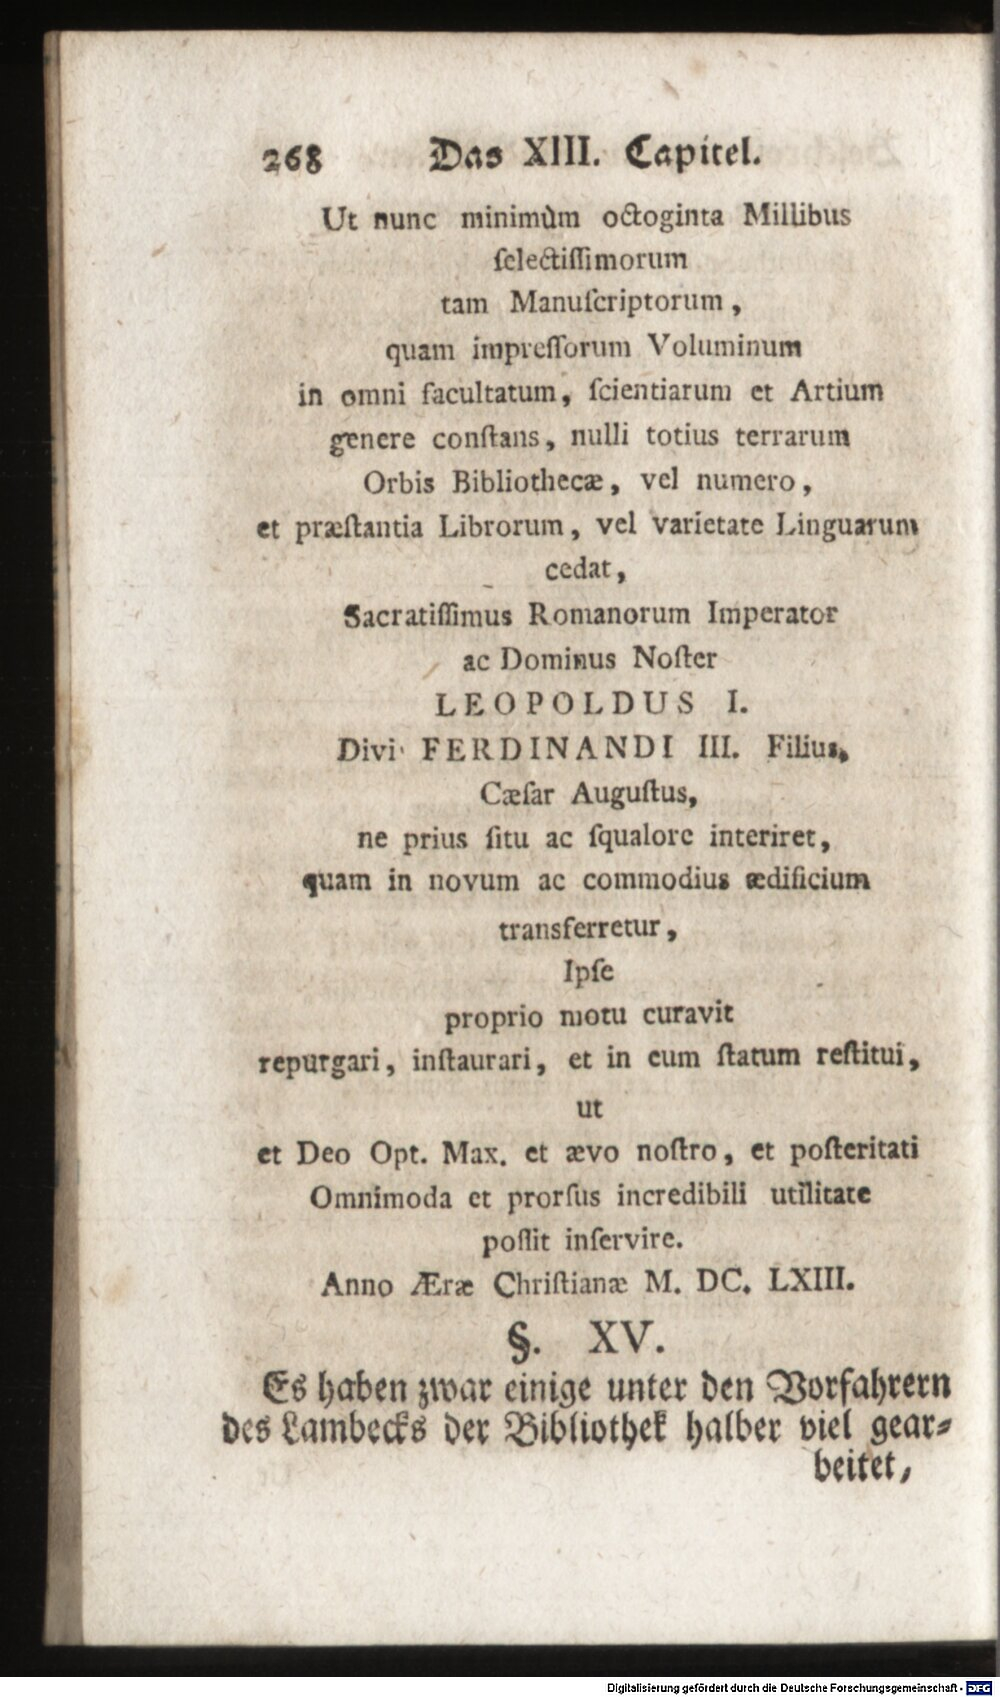 268 Das XIII. Capitel.
Ut nunc minimùm octoginta Millibus
ſelectiſſimorum
tam Manuſcriptorum,
quam impreſſorum Voluminum
in omni facultatum, ſcientiarum et Artium
genere conſtans, nulli totius terrarum
Orbis Bibliothecæ, vel numero,
et præſtantia Librorum, vel varietate Linguarum
cedat,
Sacratiſſimus Romanorum Imperator
ac Dominus Noſter
LEOPOLDUS I.
Divi FERDINANDI III. Filius,
Cæſar Auguſtus,
ne prius ſitu ac ſqualore interiret,
quam in novum ac commodius ædificium
transferretur,
Ipſe
proprio motu curavit
repurgari, inſtaurari, et in eum ſtatum reſtitui,
ut
et Deo Opt. Max. et ævo noſtro, et poſteritati
Omnimoda et prorſus incredibili utilitate
poſſit inſervire.
Anno Æræ Chriſtianæ M. DC. LXIII.
§. XV.
Es haben zwar einige unter den Vorfahrern
des Lambecks der Bibliothek halber viel gear-
beitet,
Digitalisierung gefördert durch die Deutsche Forschungsgemeinschaft - DFG